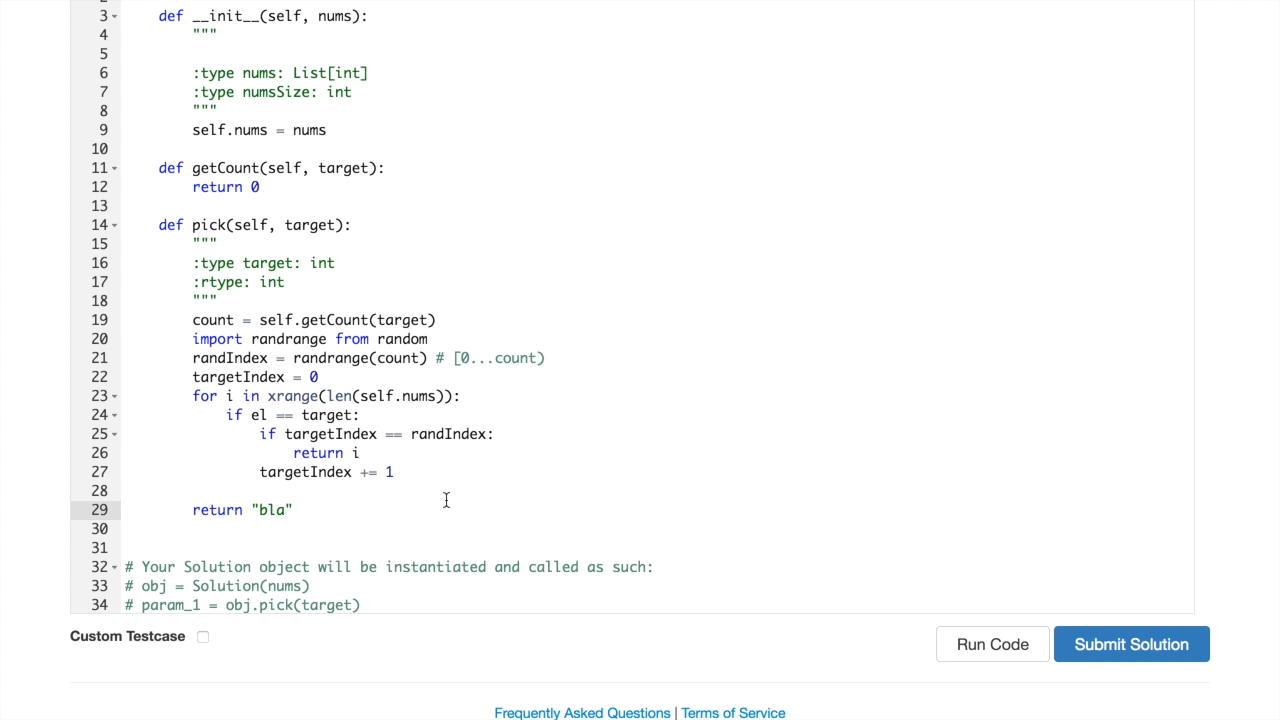 3 def __init__(self, nums):
4 """
5
6 :type nums: List[int]
7 :type numsSize: int
8 """
9 self.nums = nums
10
11 def getCount(self, target):
12 return 0
13
14 def pick(self, target):
15 """
16 :type target: int
17 :rtype: int
18 """
19 count = self.getCount(target)
20 import randrange from random
21 randIndex = randrange(count) # [0...count)
22 targetIndex = 0
23 for i in xrange(len(self.nums)):
24 if el == target:
25 if targetIndex == randIndex:
26 return i
27 targetIndex += 1
28
29 return "bla"
30
31
32 # Your Solution object will be instantiated and called as such:
33 # obj = Solution(nums)
34 # param_1 = obj.pick(target)
Custom Testcase
Run Code
Submit Solution
Frequently Asked Questions | Terms of Service